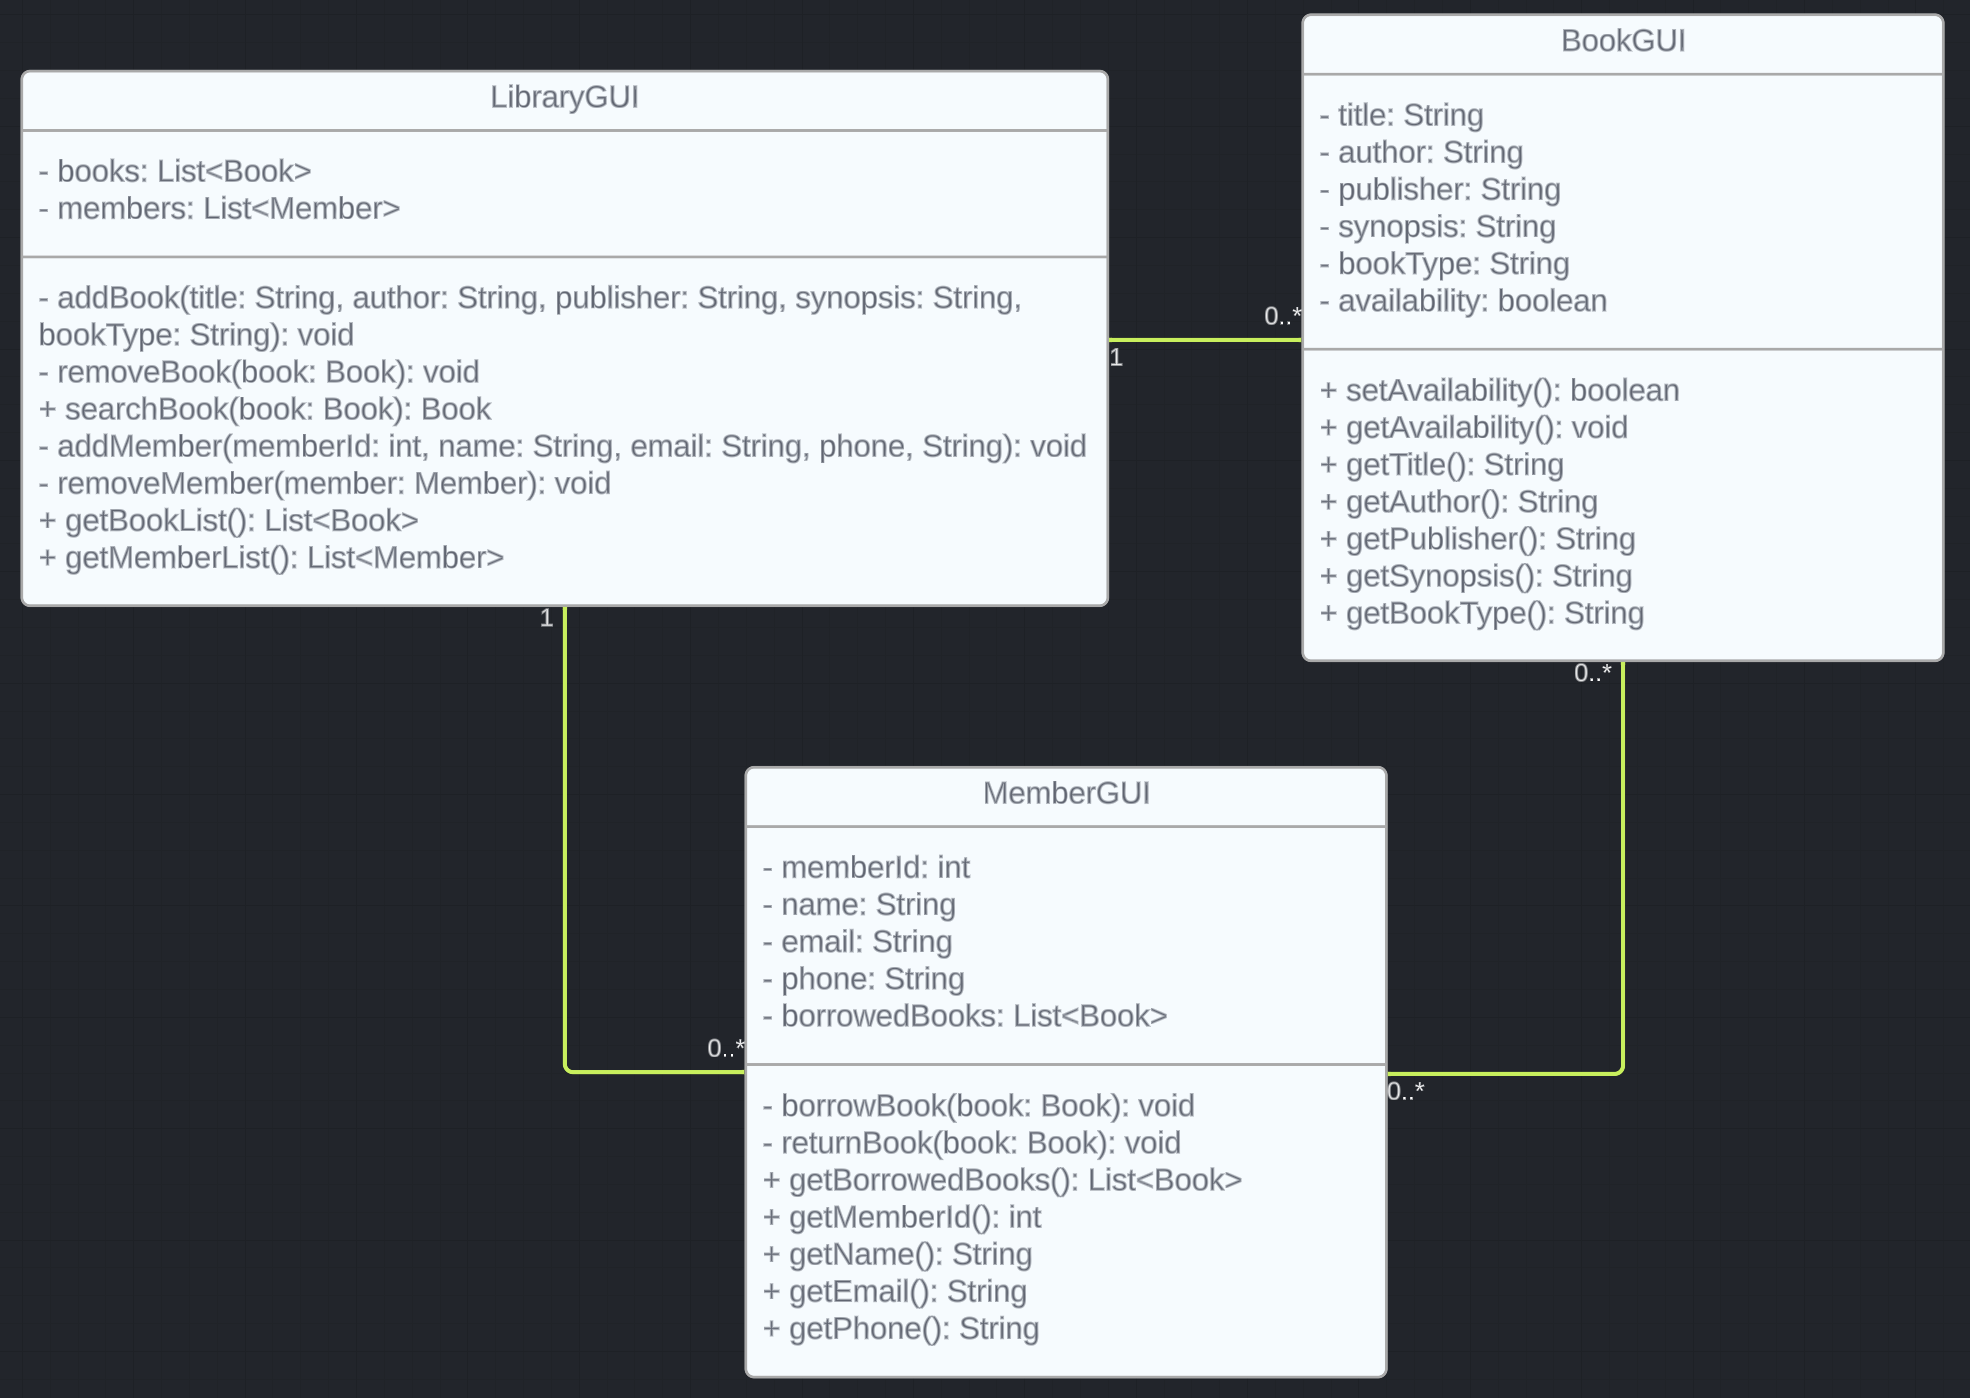 LibraryGUI
- books: List<Book>
- members: List<Member>
- addBook(title: String, author: String, publisher: String, synopsis: String,
bookType: String): void
- removeBook(book: Book): void
+ searchBook(book: Book): Book
- addMember(memberId: int, name: String, email: String, phone, String): void
- removeMember(member: Member): void
+ getBookList(): List<Book>
+ getMemberList(): List<Member>
1
0..*
1
0..*
BookGUI
- title: String
- author: String
- publisher: String
- synopsis: String
- bookType: String
- availability: boolean
+ setAvailability(): boolean
+ getAvailability(): void
+ getTitle(): String
+ getAuthor(): String
+ getPublisher(): String
+ getSynopsis(): String
+ getBookType(): String
0..*
0..*
MemberGUI
- memberId: int
- name: String
- email: String
- phone: String
- borrowedBooks: List<Book>
- borrowBook(book: Book): void
- returnBook(book: Book): void
+ getBorrowedBooks(): List<Book>
+ getMemberId(): int
+ getName(): String
+ getEmail(): String
+ getPhone(): String